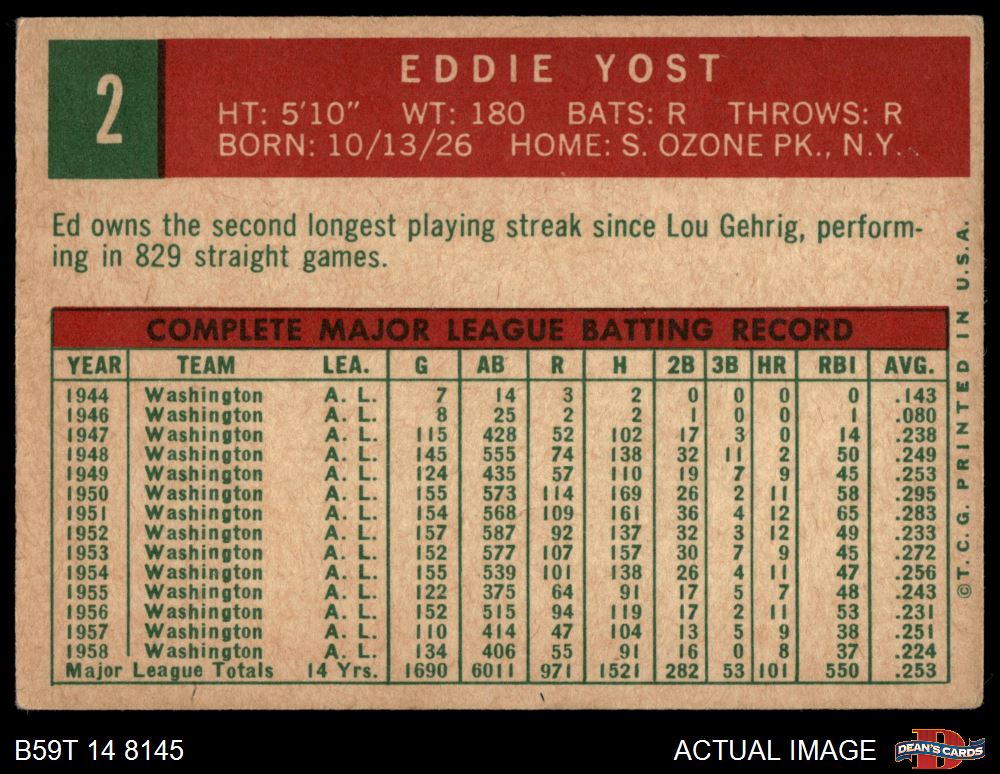 2
EDDIE YOST
HT: 5'10" WT: 180 BATS: R THROWS: R
BORN: 10/13/26 HOME: S. OZONE PK., N.Y.
Ed owns the second longest playing streak since Lou Gehrig, perform-
ing in 829 straight games.
COMPLETE MAJOR LEAGUE BATTING RECORD
YEAR TEAM LEA. G AB R H 2B 3B HR RBI AVG.
1944 Washington A. L. 7 14 3 2 0 0 0 0 .143
1946 Washington A. L. 8 25 2 2 1 0 0 1 .080
1947 Washington A. L. 115 428 52 102 17 3 0 14 .238
1948 Washington A. L. 145 555 74 138 32 11 2 50 .249
1949 Washington A. L. 124 435 57 110 19 7 9 45 .253
1950 Washington A. L. 155 573 114 169 26 2 11 58 .295
1951 Washington A. L. 154 568 109 161 36 4 12 65 .283
1952 Washington A. L. 157 587 92 137 32 3 12 49 .233
1953 Washington A. L. 152 577 107 157 30 7 9 45 .272
1954 Washington A. L. 155 539 101 138 26 4 11 47 .256
1955 Washington A. L. 122 375 64 91 17 5 7 48 .243
1956 Washington A. L. 152 515 94 119 17 2 11 53 .231
1957 Washington A. L. 110 414 47 104 13 5 9 38 .251
1958 Washington A. L. 134 406 55 91 16 0 8 37 .224
Major League Totals 14 Yrs. 1690 6011 971 1521 282 53 101 550 .253
©T. C. G. PRINTED IN U.S.A.
B59T 14 8145
ACTUAL IMAGE
D
DEAN'S CARDS